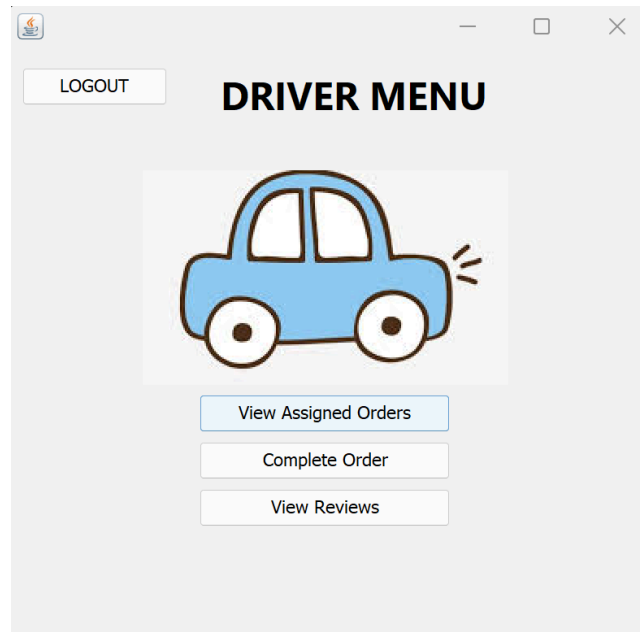 LOGOUT
DRIVER MENU
View Assigned Orders
Complete Order
View Reviews